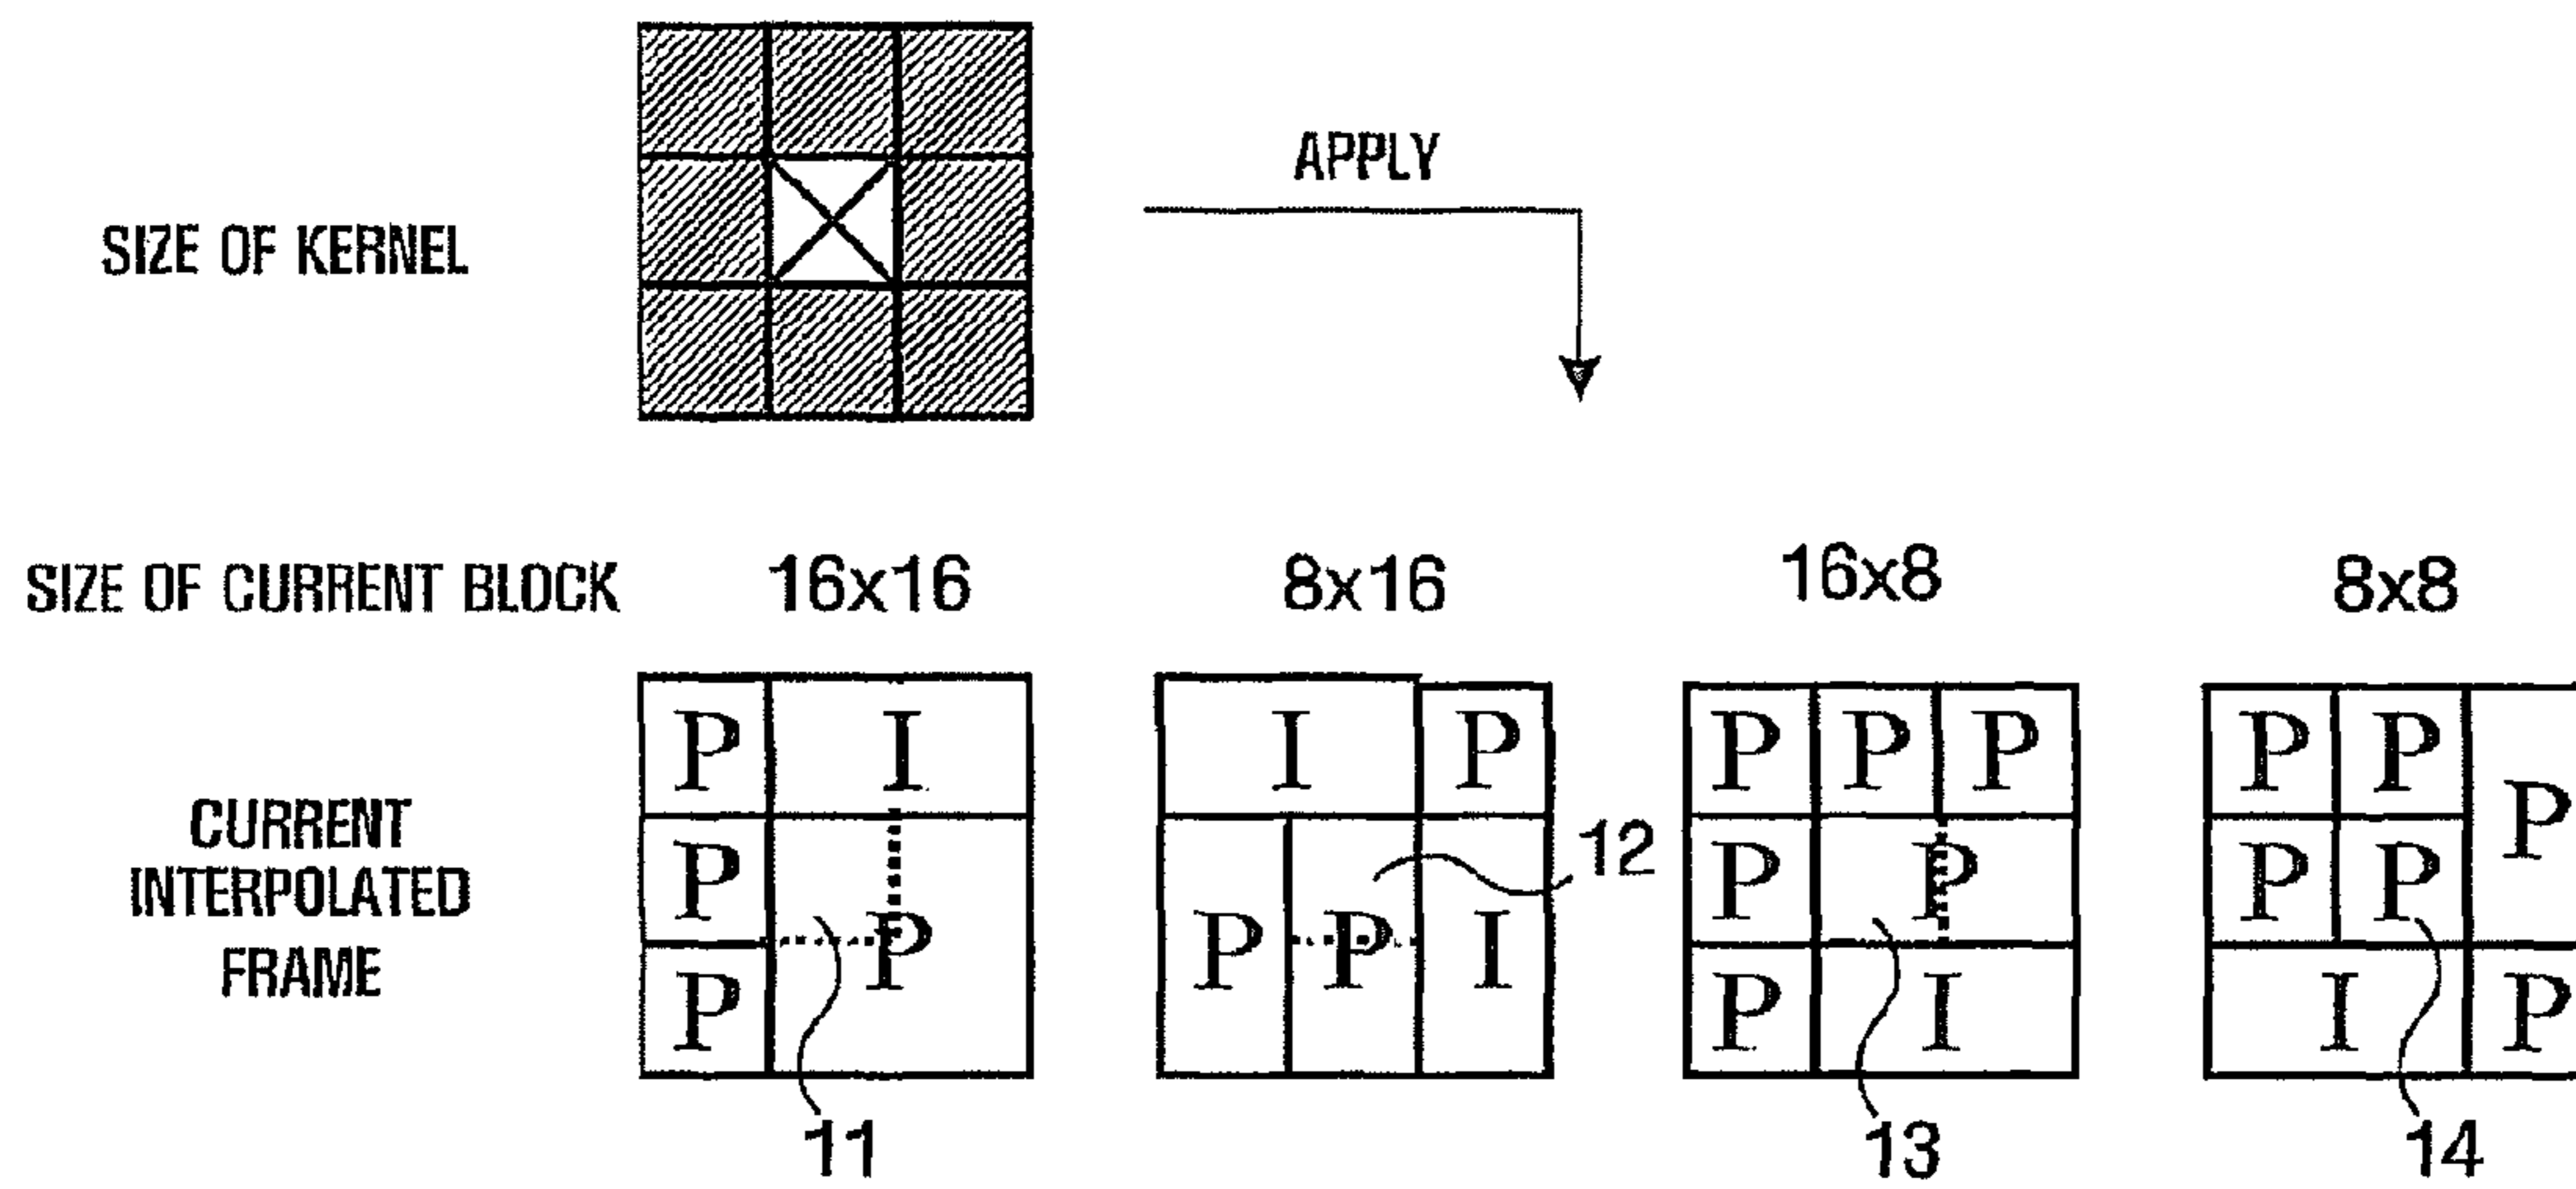 SIZE OF KERNEL
APPLY
SIZE OF CURRENT BLOCK 16x16 8x16 16x8 8x8
CURRENT
INTERPOLATED
FRAME
P I
P
P
P
I P
P P I
12
P P P
P P
P I
P P
P
P P
I P
11
13
14